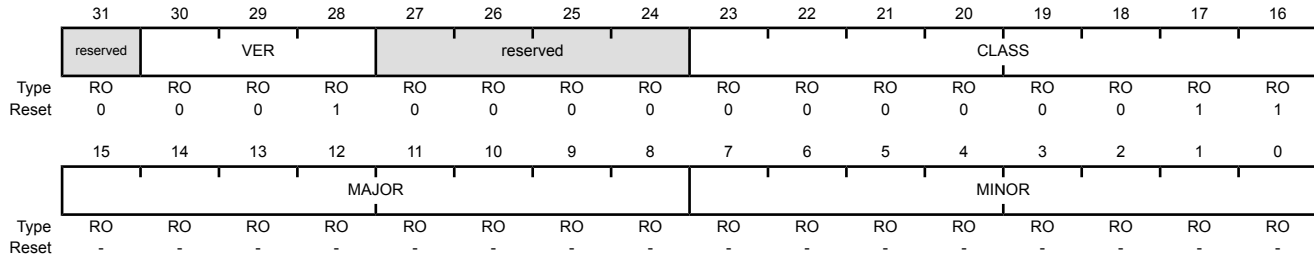 31 30 29 28 27 26 25 24 23 22 21 20 19 18 17 16
reserved VER reserved CLASS
Type RO RO RO RO RO RO RO RO RO RO RO RO RO RO RO RO
Reset 0 0 0 1 0 0 0 0 0 0 0 0 0 0 1 1
15 14 13 12 11 10 9 8 7 6 5 4 3 2 1 0
MAJOR MINOR
Type RO RO RO RO RO RO RO RO RO RO RO RO RO RO RO RO
Reset - - - - - - - - - - - - - - - -